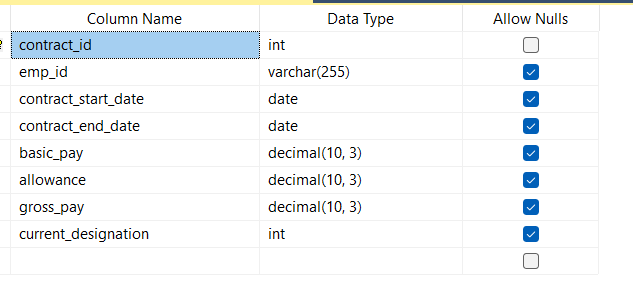 Column Name Data Type Allow Nulls
contract_id int
emp_id varchar(255)
contract_start_date date
contract_end_date date
basic_pay decimal(10, 3)
allowance decimal(10, 3)
gross_pay decimal(10, 3)
current_designation int